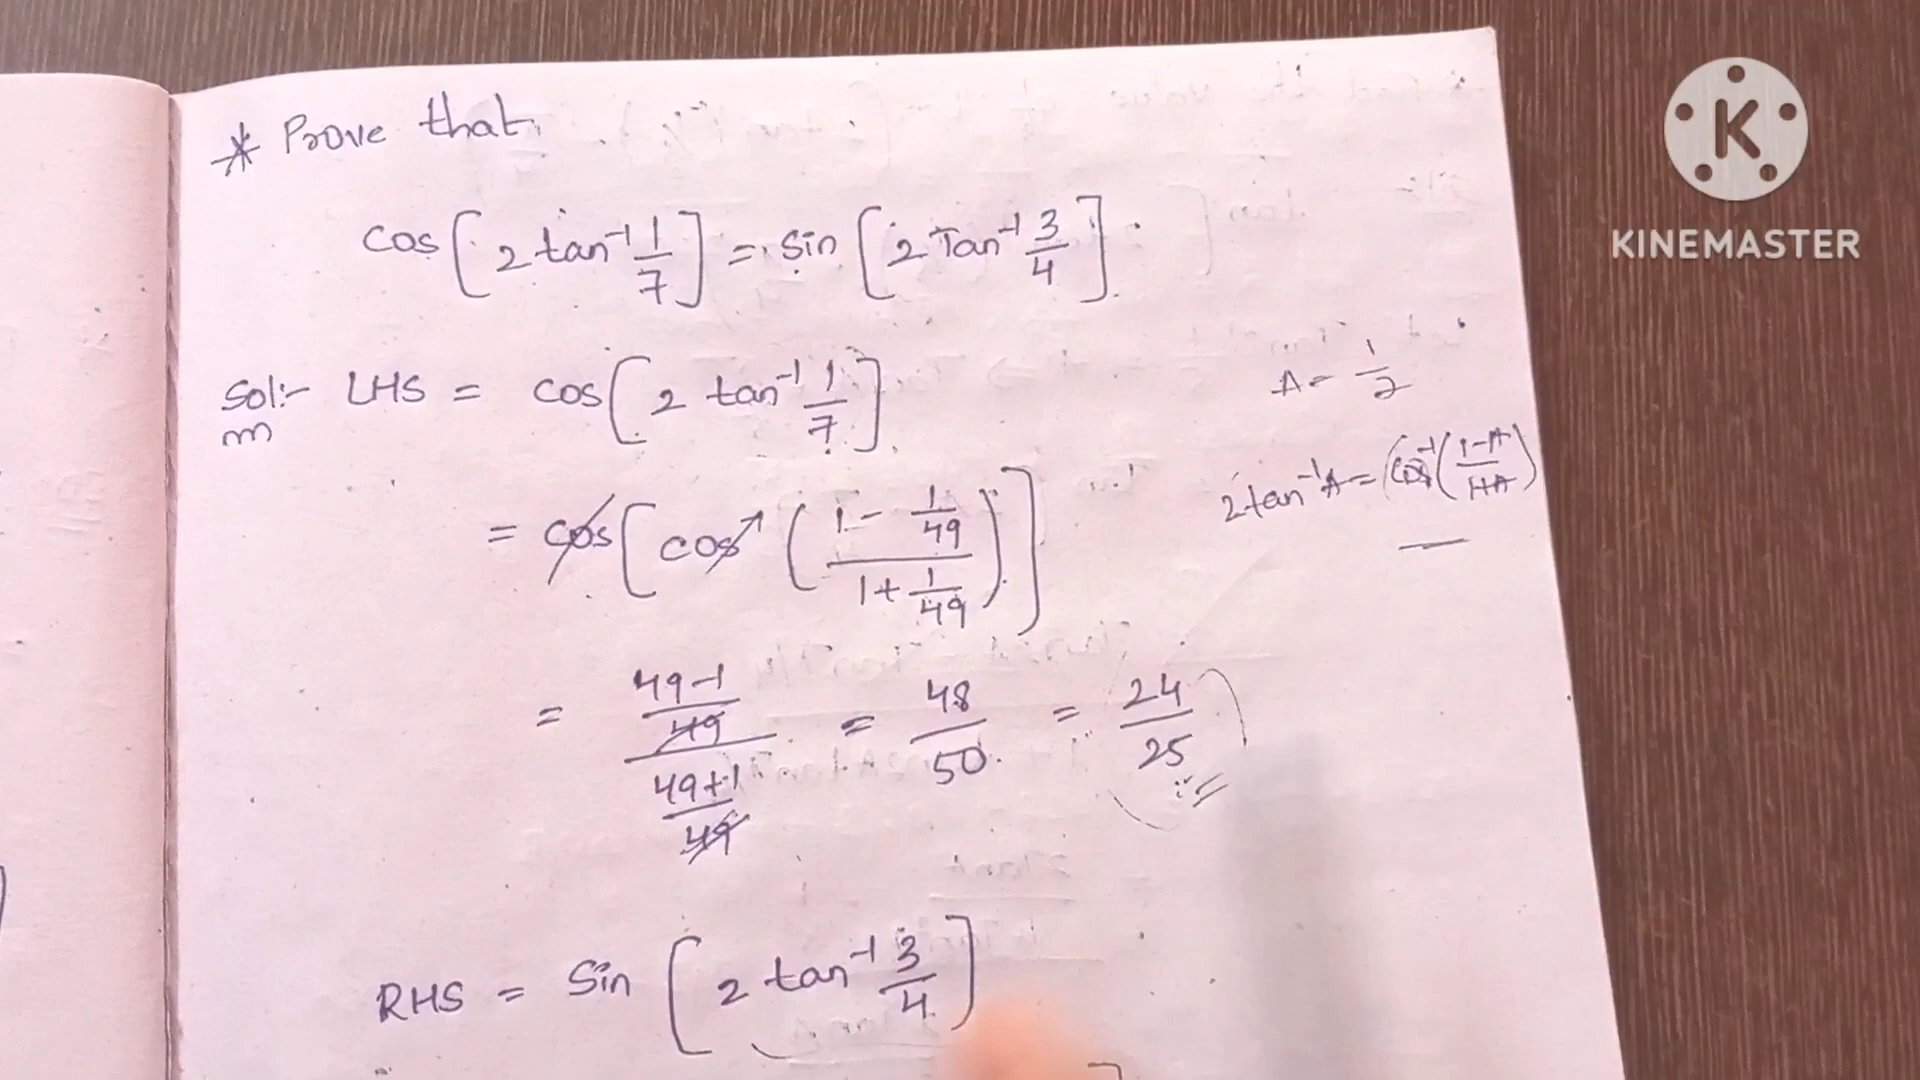 * Prove that
cos [2 tan⁻¹ 1/7] = sin [2 Tan⁻¹ 3/4].
Sol:- LHS = cos [2 tan⁻¹ 1/7]
A = 1/2
2 tan⁻¹ A = cos⁻¹ ((1-A)/(1+A))
= cos [cos⁻¹ ((1 - 1/49)/(1 + 1/49))]
= ((49-1)/49)/((49+1)/49) = 48/50 = 24/25
RHS = Sin [2 tan⁻¹ 3/4]
K
KINEMASTER